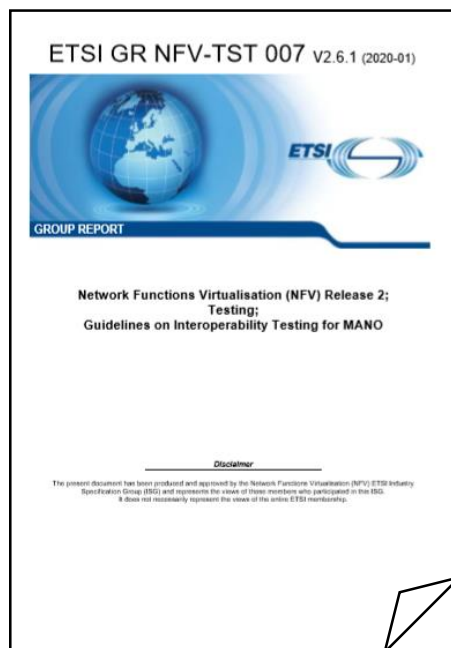 ETSI GR NFV-TST 007 V2.6.1 (2020-01)
ETSI
GROUP REPORT
Network Functions Virtualisation (NFV) Release 2;
Testing;
Guidelines on Interoperability Testing for MANO
Disclaimer
The present document has been produced and approved by the Network Functions Virtualisation (NFV) ETSI Industry
Specification Group (ISG) and represents the views of those members who participated in this ISG.
It does not necessarily represent the views of the entire ETSI membership.